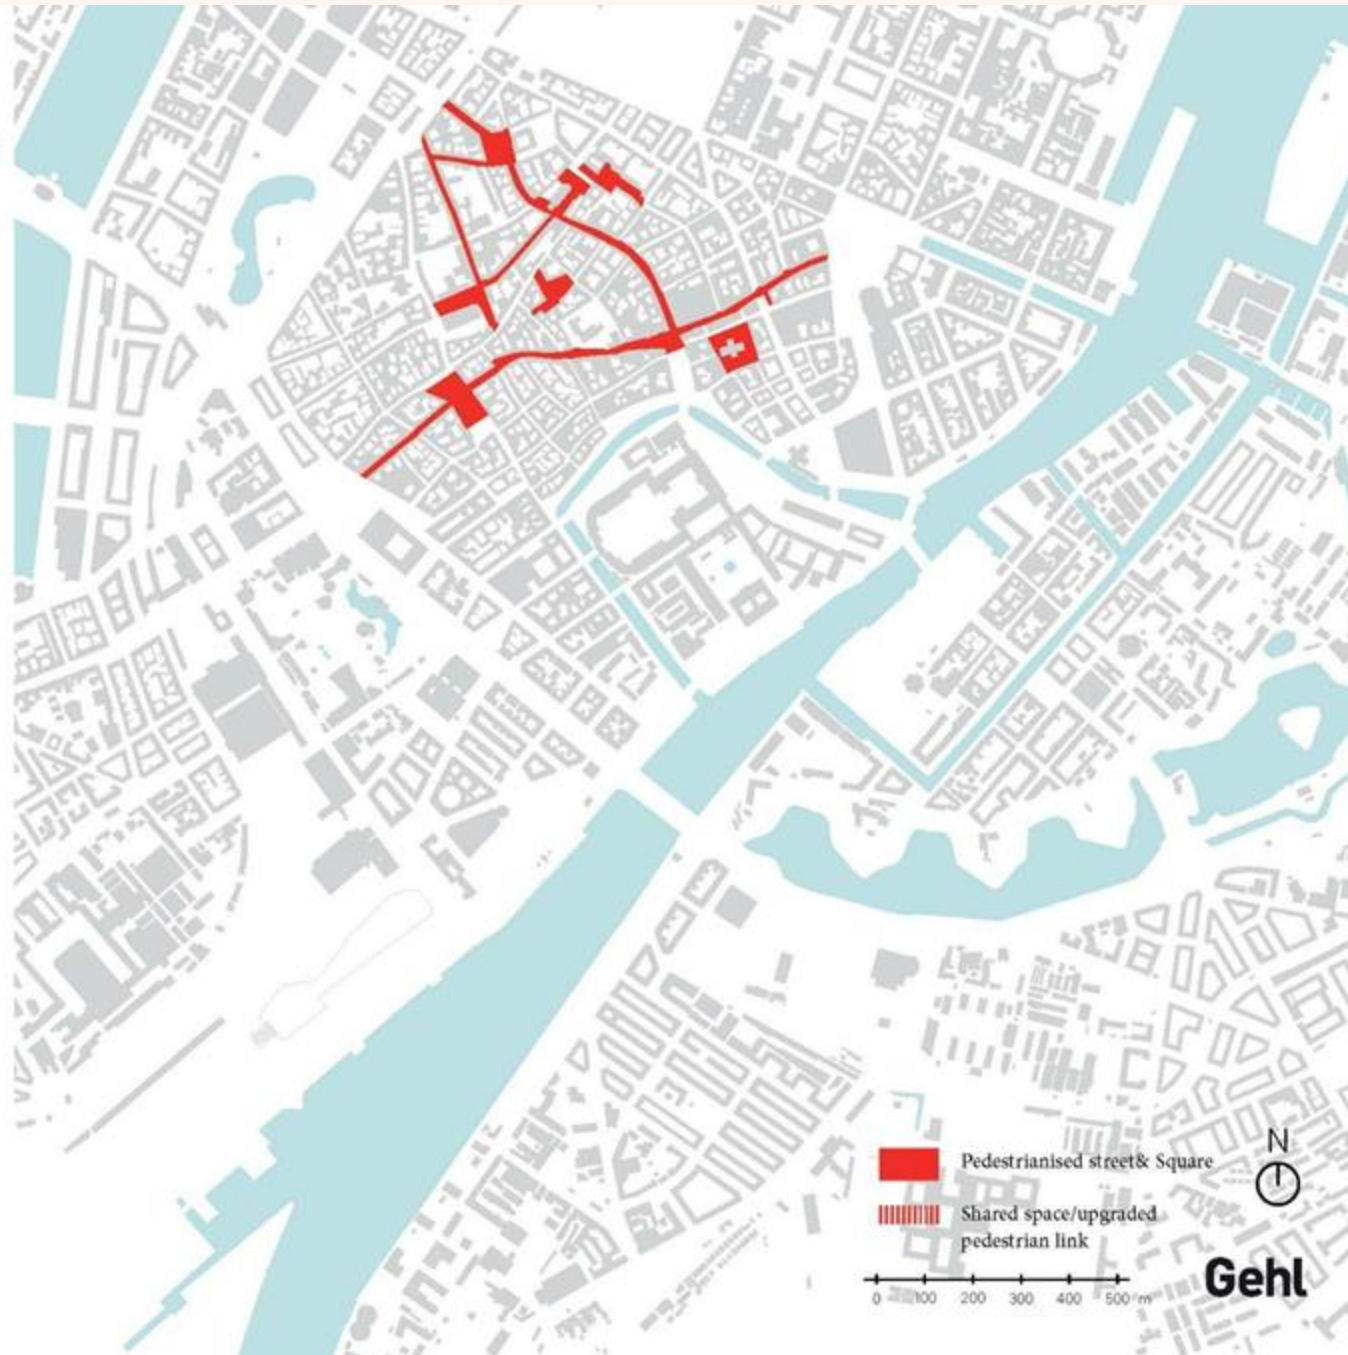 Pedestrianised street& Square
Shared space/upgraded
pedestrian link
0 100 200 300 400 500 m
N
Gehl